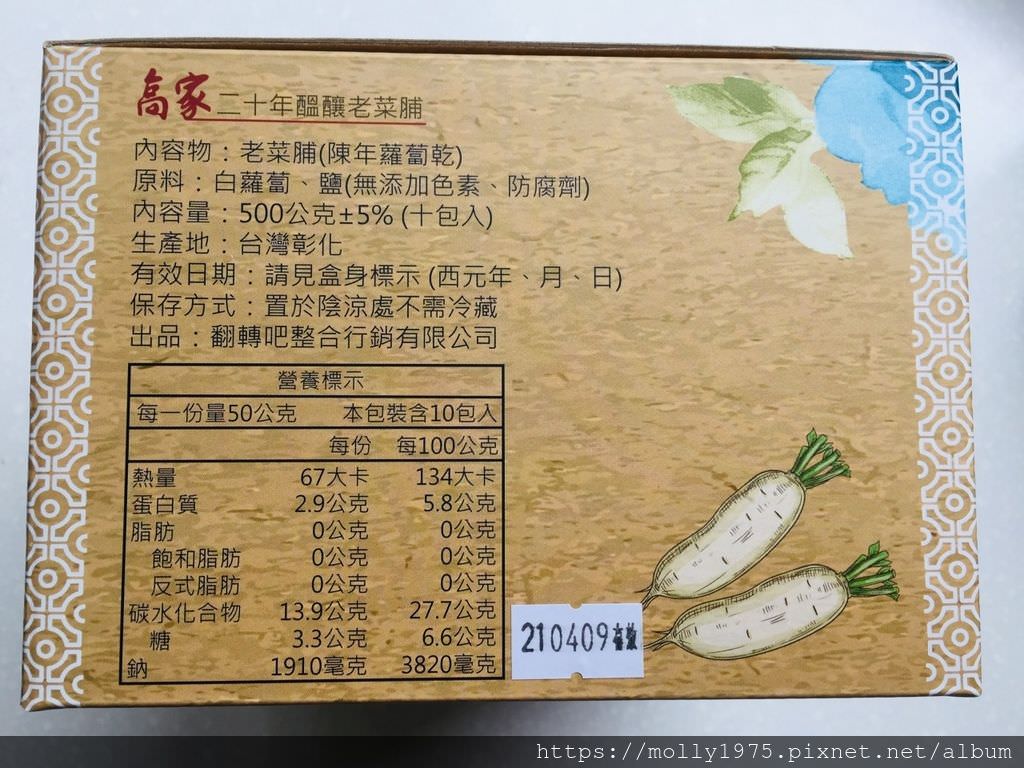 高家二十年醞釀老菜脯
內容物：老菜脯(陳年蘿蔔乾)
原料：白蘿蔔、鹽(無添加色素、防腐劑)
內容量：500公克±5% (十包入)
生產地：台灣彰化
有效日期：請見盒身標示 (西元年、月、日)
保存方式：置於陰涼處不需冷藏
出品：翻轉吧整合行銷有限公司
營養標示
每一份量50公克 本包裝含10包入
每份 每100公克
熱量 67大卡 134大卡
蛋白質 2.9公克 5.8公克
脂肪 0公克 0公克
飽和脂肪 0公克 0公克
反式脂肪 0公克 0公克
碳水化合物 13.9公克 27.7公克
糖 3.3公克 6.6公克
鈉 1910毫克 3820毫克
210409有效
https://molly1975.pixnet.net/album